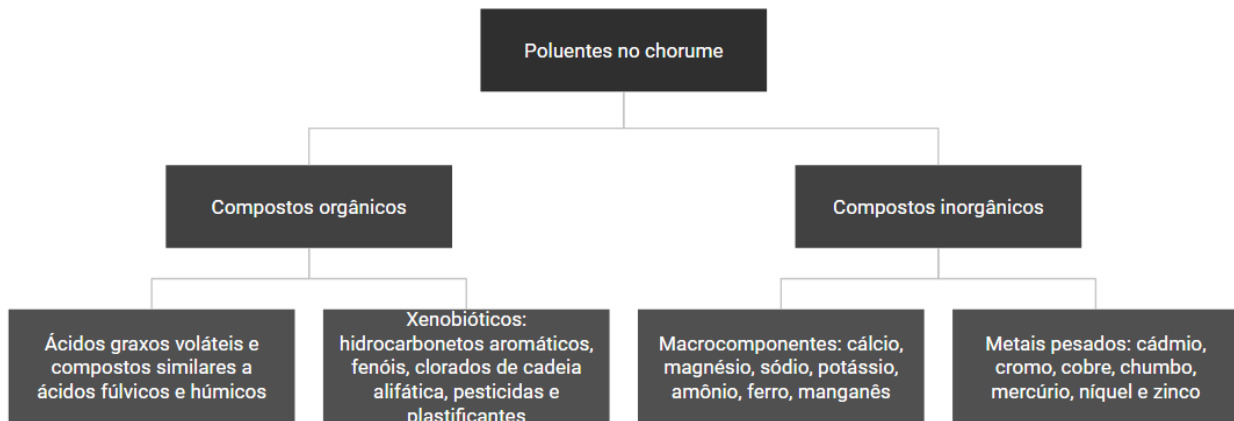 Poluentes no chorume
Compostos orgânicos
Compostos inorgânicos
Ácidos graxos voláteis e
compostos similares a
ácidos fúlvicos e húmicos
Xenobióticos:
hidrocarbonetos aromáticos,
fenóis, clorados de cadeia
alifática, pesticidas e
plastificantes
Macrocomponentes: cálcio,
magnésio, sódio, potássio,
amônio, ferro, manganês
Metais pesados: cádmio,
cromo, cobre, chumbo,
mercúrio, níquel e zinco